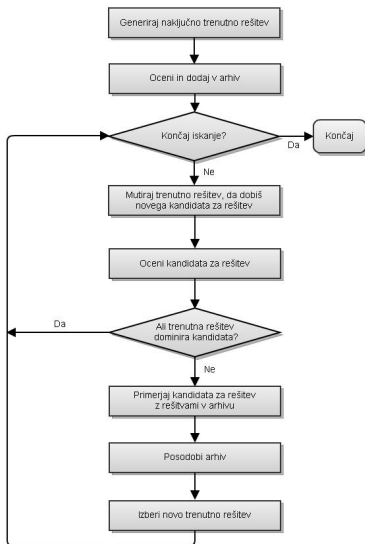 Generiraj naključno trenutno rešitev
Oceni in dodaj v arhiv
Končaj iskanje?
Končaj
Da
Ne
Mutiraj trenutno rešitev, da dobiš
novega kandidata za rešitev
Oceni kandidata za rešitev
Ali trenutna rešitev
dominira kandidata?
Da
Ne
Primerjaj kandidata za rešitev
z rešitvami v arhivu
Posodobi arhiv
Izberi novo trenutno rešitev